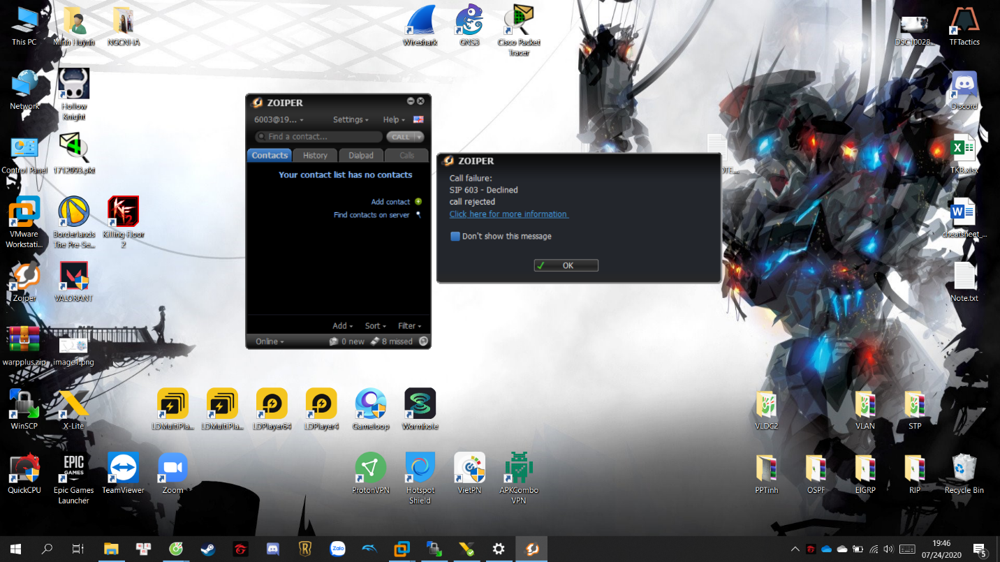 This PC
Minh Huynh
NGCNHA
Wireshark
GNS3
Cisco Packet
Tracer
DSC10028...
TFTactics
Network
Hollow
Knight
Discord
Control Panel
1712093.pkt
TKB.xlsx
VMware
Workstati...
Borderlands
The Pre-Se...
Killing Floor
2
cheatsheet_...
Zoiper
VALORANT
Note.txt
warpplus.zip
image1.png
ZOIPER
6003@19...
Settings
Help
Find a contact...
CALL
Contacts
History
Dialpad
Calls
Your contact list has no contacts
Add contact
Find contacts on server
Add
Sort
Filter
Online
0 new
8 missed
ZOIPER
Call failure:
SIP 603 - Declined
call rejected
Click here for more information
Don't show this message
OK
WinSCP
X-Lite
LDMultiPla...
LDMultiPla...
LDPlayer64
LDPlayer4
Gameloop
Wormhole
VLDC2
VLAN
STP
QuickCPU
EPIC
GAMES
Epic Games
Launcher
TeamViewer
Zoom
ProtonVPN
Hotspot
Shield
VietPN
APKCombo
VPN
PPTinh
OSPF
EIGRP
RIP
Recycle Bin
Zalo
19:46
07/24/2020
5